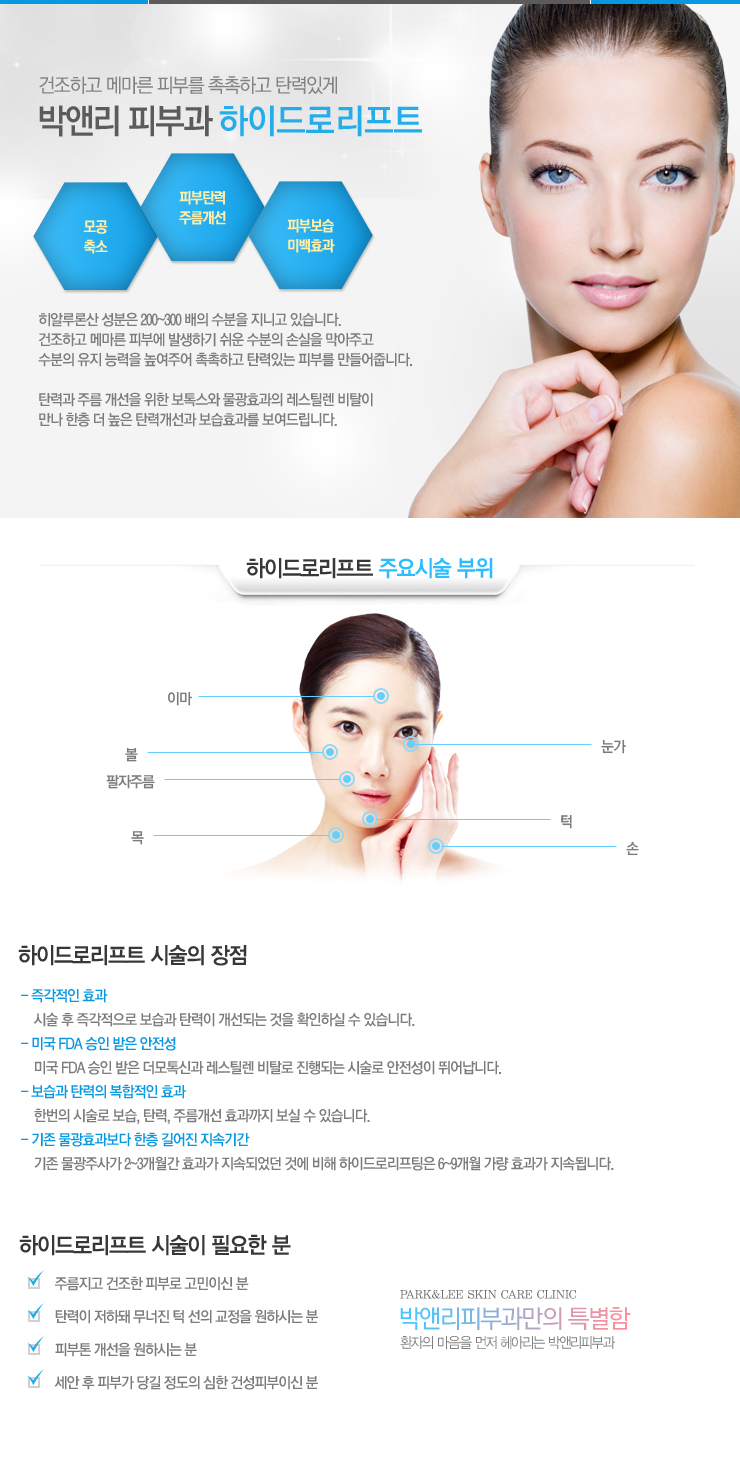 건조하고 메마른 피부를 촉촉하고 탄력있게
박앤리 피부과 하이드로리프트
모공
축소
피부탄력
주름개선
피부보습
미백효과
히알루론산 성분은 200~300 배의 수분을 지니고 있습니다.
건조하고 메마른 피부에 발생하기 쉬운 수분의 손실을 막아주고
수분의 유지 능력을 높여주어 촉촉하고 탄력있는 피부를 만들어줍니다.
탄력과 주름 개선을 위한 보톡스와 물광효과의 레스틸렌 비탈이
만나 한층 더 높은 탄력개선과 보습효과를 보여드립니다.
하이드로리프트 주요시술 부위
이마
눈가
볼
팔자주름
턱
목
손
하이드로리프트 시술의 장점
- 즉각적인 효과
시술 후 즉각적으로 보습과 탄력이 개선되는 것을 확인하실 수 있습니다.
- 미국 FDA 승인 받은 안전성
미국 FDA 승인 받은 더모톡신과 레스틸렌 비탈로 진행되는 시술로 안전성이 뛰어납니다.
- 보습과 탄력의 복합적인 효과
한번의 시술로 보습, 탄력, 주름개선 효과까지 보실 수 있습니다.
- 기존 물광효과보다 한층 길어진 지속기간
기존 물광주사가 2~3개월간 효과가 지속되었던 것에 비해 하이드로리프팅은 6~9개월 가량 효과가 지속됩니다.
하이드로리프트 시술이 필요한 분
주름지고 건조한 피부로 고민이신 분
탄력이 저하돼 무너진 턱 선의 교정을 원하시는 분
피부톤 개선을 원하시는 분
세안 후 피부가 당길 정도의 심한 건성피부이신 분
PARK&LEE SKIN CARE CLINIC
박앤리피부과만의 특별함
환자의 마음을 먼저 헤아리는 박앤리피부과